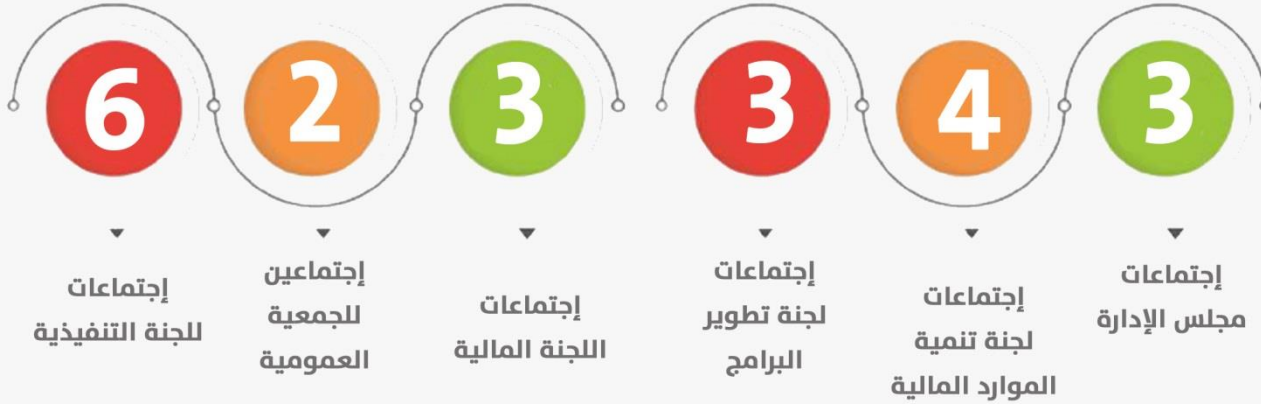 3
إجتماعات
مجلس الإدارة
4
إجتماعات
لجنة تنمية
الموارد المالية
3
إجتماعات
لجنة تطوير
البرامج
3
إجتماعات
اللجنة المالية
2
إجتماعين
للجمعية
العمومية
6
إجتماعات
للجنة التنفيذية